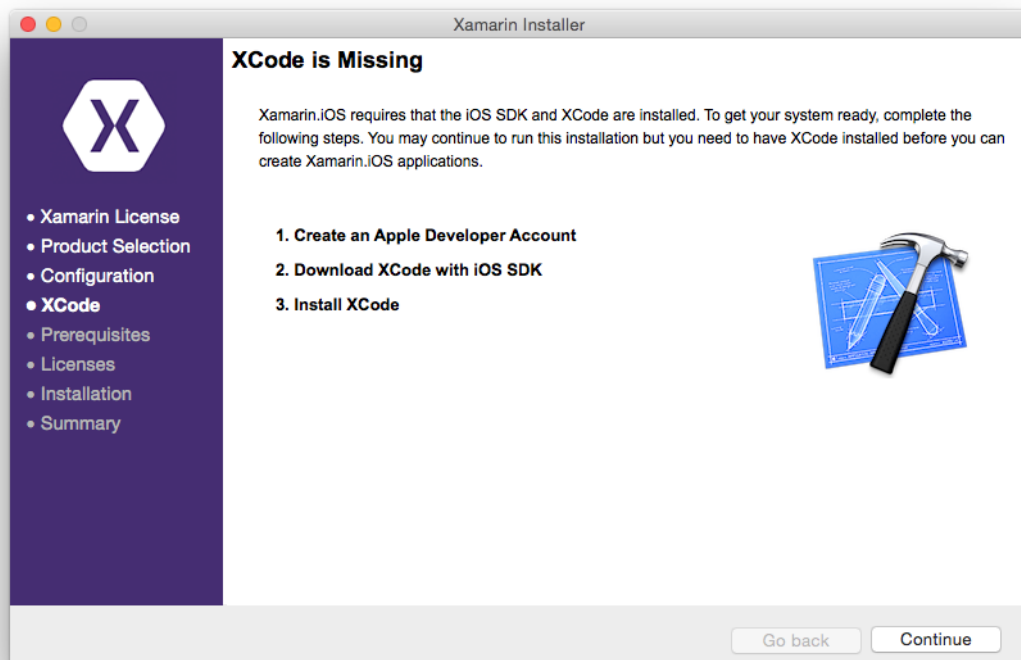 Xamarin Installer
XCode is Missing
Xamarin.iOS requires that the iOS SDK and XCode are installed. To get your system ready, complete the
following steps. You may continue to run this installation but you need to have XCode installed before you can
create Xamarin.iOS applications.
• Xamarin License
• Product Selection
• Configuration
• XCode
• Prerequisites
• Licenses
• Installation
• Summary
1. Create an Apple Developer Account
2. Download XCode with iOS SDK
3. Install XCode
Go back
Continue